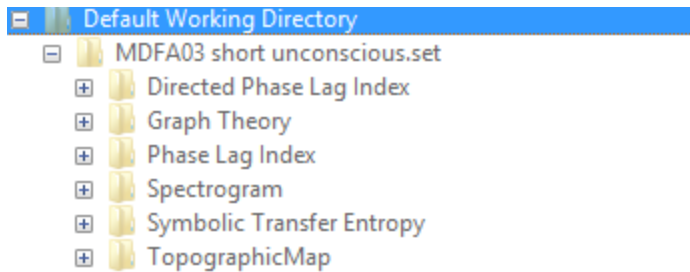 Default Working Directory
MDFA03 short unconscious.set
Directed Phase Lag Index
Graph Theory
Phase Lag Index
Spectrogram
Symbolic Transfer Entropy
TopographicMap